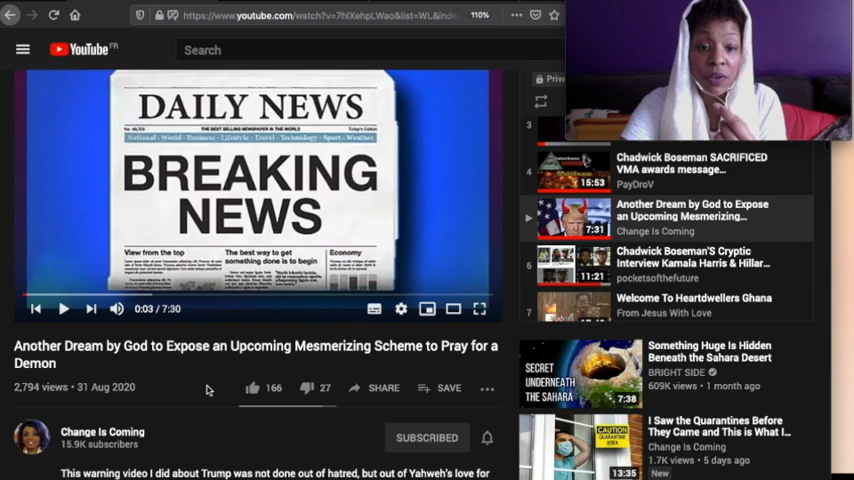 https://www.youtube.com/watch?v=7hIXehpLWao&list=WL&inde
110%
YouTube FR
Search
DAILY NEWS
THE BEST SELLING NEWSPAPER IN THE WORLD
National - World - Business - Lifestyle - Travel - Technology - Sport - Weather
BREAKING
NEWS
View from the top
The best way to get
something done is to begin
Economy
0:03 / 7:30
Another Dream by God to Expose an Upcoming Mesmerizing Scheme to Pray for a
Demon
2,794 views • 31 Aug 2020
166
27
SHARE
SAVE
Change Is Coming
15.9K subscribers
SUBSCRIBED
This warning video I did about Trump was not done out of hatred, but out of Yahweh's love for
Priva
3
4
15:53
Chadwick Boseman SACRIFICED
VMA awards message...
PayDroV
7:31
Another Dream by God to Expose
an Upcoming Mesmerizing...
Change Is Coming
6
11:21
Chadwick Boseman'S Cryptic
Interview Kamala Harris & Hillar...
pocketsofthefuture
7
Welcome To Heartdwellers Ghana
From Jesus With Love
SECRET
UNDERNEATH
THE SAHARA
7:38
Something Huge Is Hidden
Beneath the Sahara Desert
BRIGHT SIDE
609K views • 1 month ago
CAUTION
QUARANTINE
AREA
13:35
I Saw the Quarantines Before
They Came and This is What I...
Change Is Coming
1.7K views • 5 days ago
New